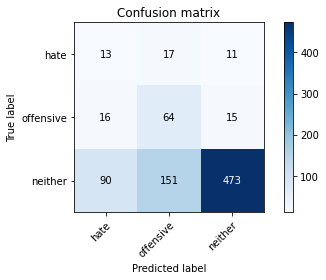 Confusion matrix
hate 13 17 11
offensive 16 64 15
neither 90 151 473
hate offensive neither
True label
Predicted label
400
300
200
100